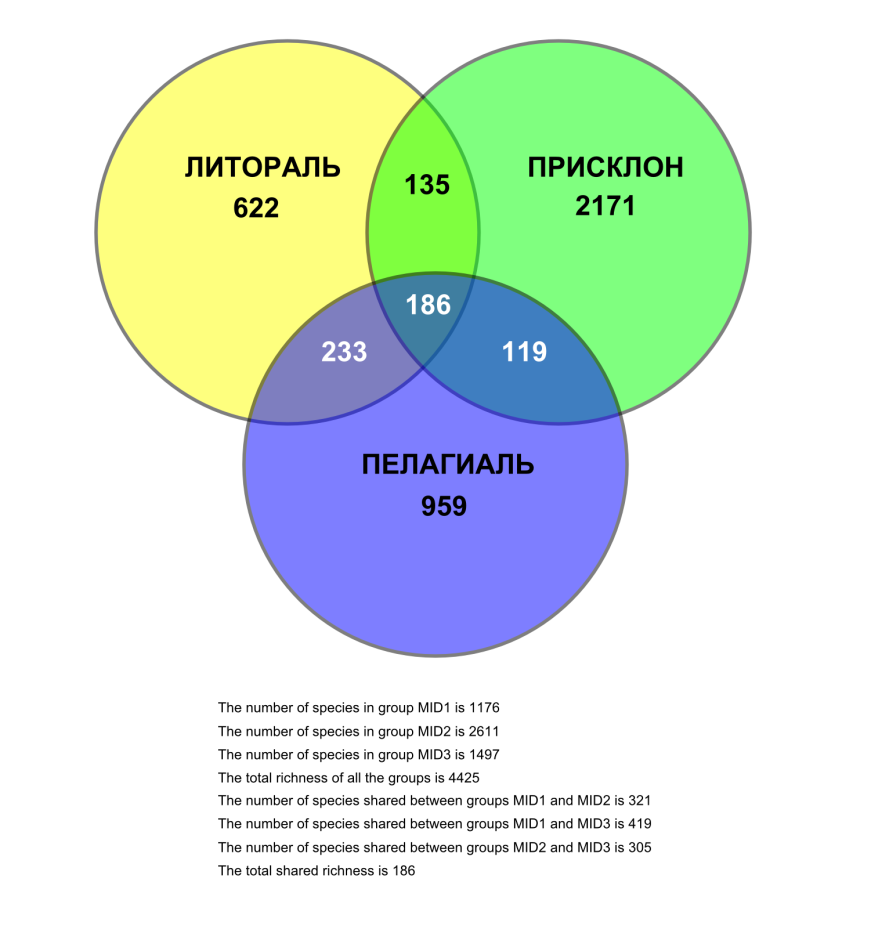 ЛИТОРАЛЬ
622
135
ПРИСКЛОН
2171
186
233
119
ПЕЛАГИАЛЬ
959
The number of species in group MID1 is 1176
The number of species in group MID2 is 2611
The number of species in group MID3 is 1497
The total richness of all the groups is 4425
The number of species shared between groups MID1 and MID2 is 321
The number of species shared between groups MID1 and MID3 is 419
The number of species shared between groups MID2 and MID3 is 305
The total shared richness is 186